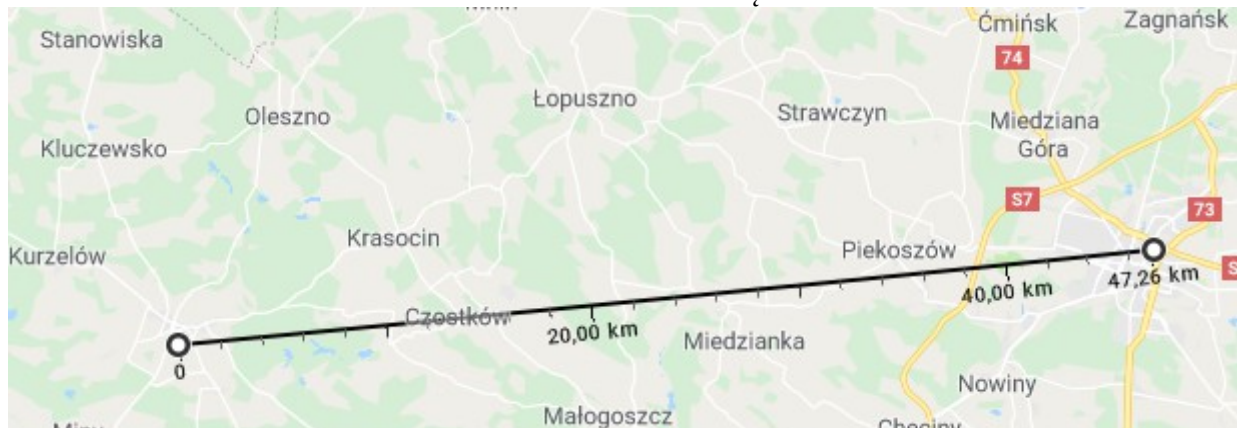 Ćmińsk
Zagnańsk
Stanowiska
74
Łopuszno
Strawczyn
Oleszno
Miedziana
Góra
Kluczewsko
S7
73
Krasocin
Piekoszów
Kurzelów
47,26 km
S
40,00 km
Czostków
20,00 km
Miedzianka
0
Nowiny
Małogoszcz